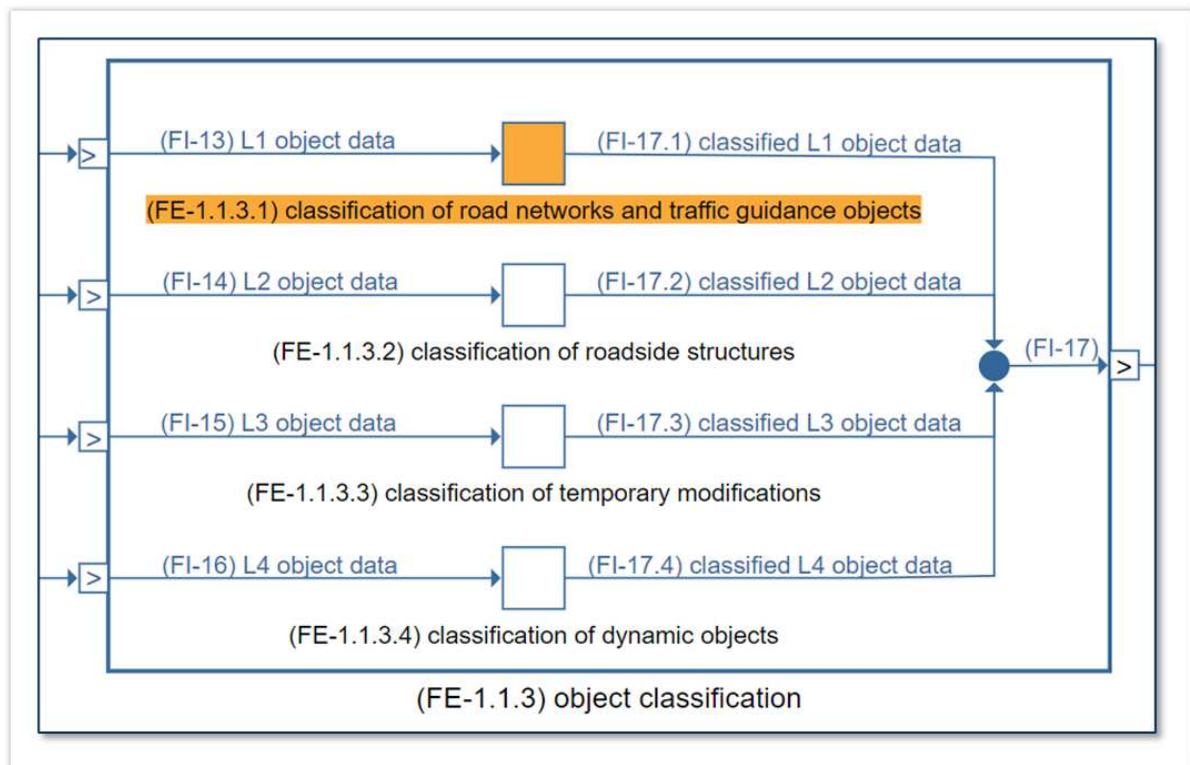 (FI-13) L1 object data
(FI-17.1) classified L1 object data
>
(FE-1.1.3.1) classification of road networks and traffic guidance objects
(FI-14) L2 object data
(FI-17.2) classified L2 object data
>
(FE-1.1.3.2) classification of roadside structures
(FI-17)
>
(FI-15) L3 object data
(FI-17.3) classified L3 object data
>
(FE-1.1.3.3) classification of temporary modifications
(FI-16) L4 object data
(FI-17.4) classified L4 object data
>
(FE-1.1.3.4) classification of dynamic objects
(FE-1.1.3) object classification